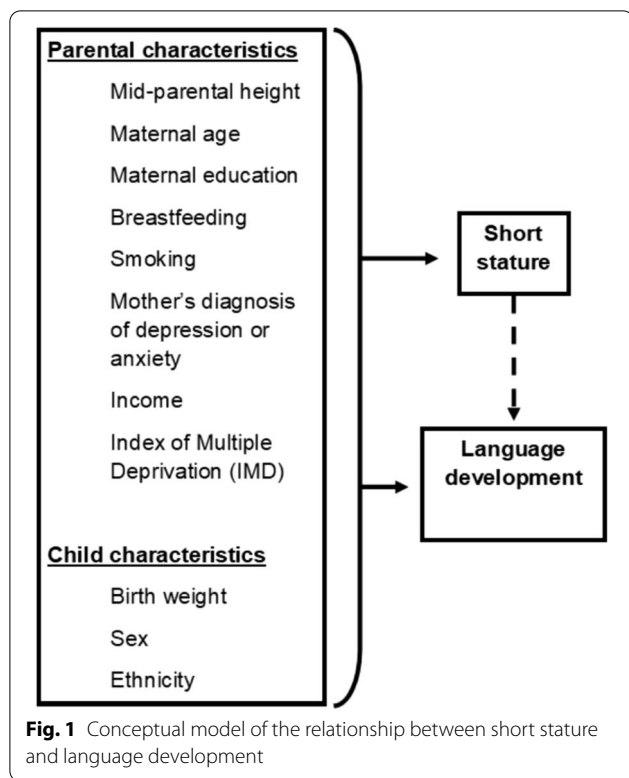 Parental characteristics
Mid-parental height
Maternal age
Maternal education
Breastfeeding
Smoking
Mother's diagnosis
of depression or
anxiety
Income
Index of Multiple
Deprivation (IMD)
Child characteristics
Birth weight
Sex
Ethnicity
Short
stature
Language
development
Fig. 1 Conceptual model of the relationship between short stature
and language development